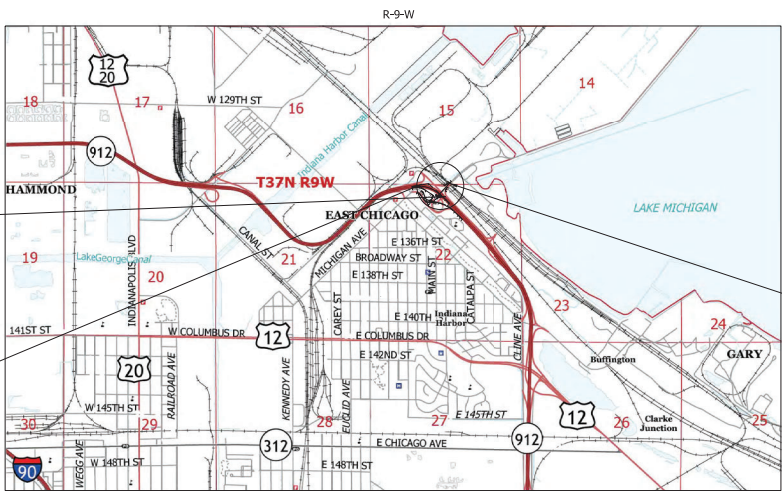 R-9-W
12
20
18
17
W 129TH ST
16
15
14
Indiana Harbor Canal
912
HAMMOND
T37N R9W
EAST CHICAGO
LAKE MICHIGAN
CANAL ST
MICHIGAN AVE
E 136TH ST
BROADWAY ST
E 138TH ST
19
LakeGeorgeCanal
INDIANAPOLIS BLVD
20
21
22
MAIN ST
CATALPA ST
23
24
141ST ST
W COLUMBUS DR
12
CAREY ST
E 140TH
Indiana
Harbor
E COLUMBUS DR
E 142ND ST
CLINE AVE
Buffington
GARY
20
RAILROAD AVE
KENNEDY AVE
EUCLID AVE
W 145TH ST
E 145TH ST
30
29
28
27
12
26
25
Clarke
Junction
312
E CHICAGO AVE
912
90
WEGG AVE
W 148TH ST
E 148TH ST